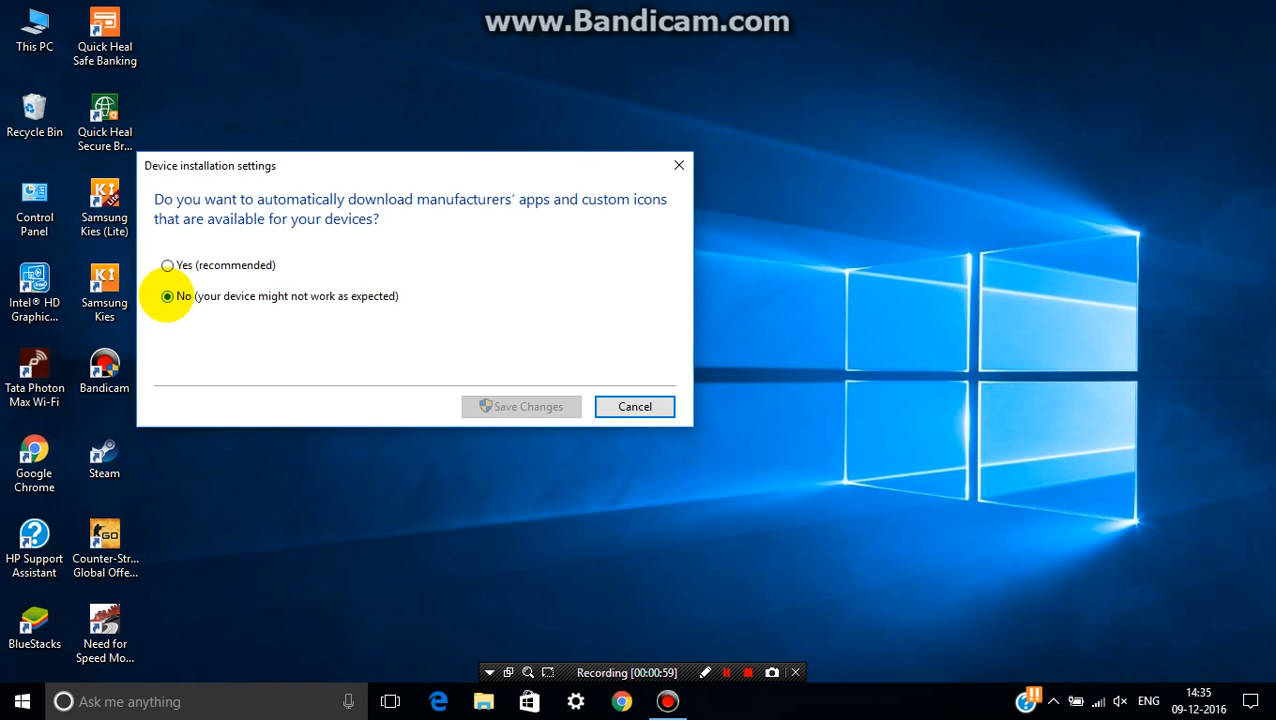 www.Bandicam.com
This PC
Quick Heal
Safe Banking
Recycle Bin
Quick Heal
Secure Br...
Control
Panel
Samsung
Kies (Lite)
Intel® HD
Graphic...
Samsung
Kies
Tata Photon
Max Wi-Fi
Bandicam
Google
Chrome
Steam
HP Support
Assistant
Counter-Str...
Global Offe...
BlueStacks
Need for
Speed Mo...
Device installation settings
Do you want to automatically download manufacturers' apps and custom icons
that are available for your devices?
Yes (recommended)
No (your device might not work as expected)
Save Changes
Cancel
Recording [00:00:59]
Ask me anything
ENG
14:35
09-12-2016